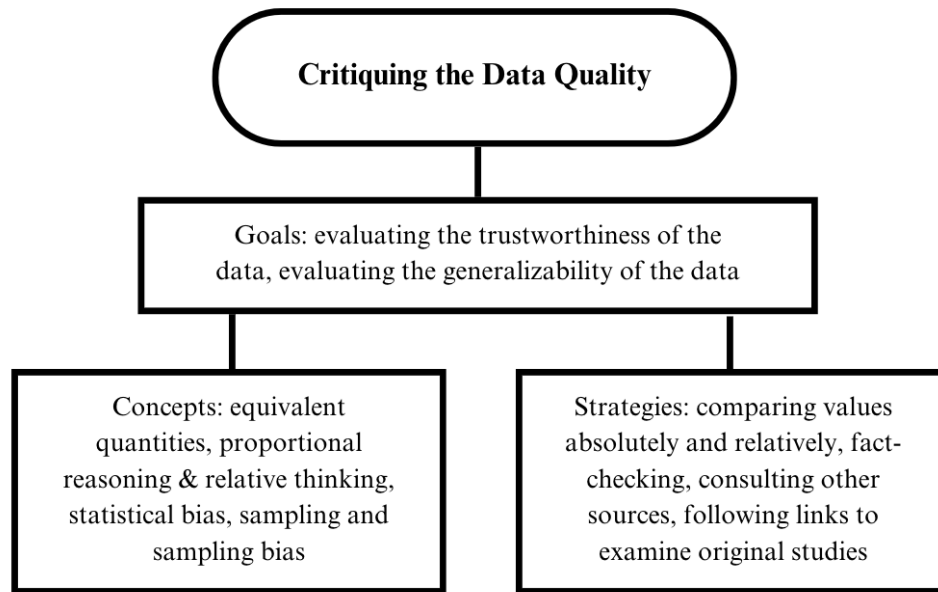 Critiquing the Data Quality
Goals: evaluating the trustworthiness of the
data, evaluating the generalizability of the data
Concepts: equivalent
quantities, proportional
reasoning & relative thinking,
statistical bias, sampling and
sampling bias
Strategies: comparing values
absolutely and relatively, fact-
checking, consulting other
sources, following links to
examine original studies